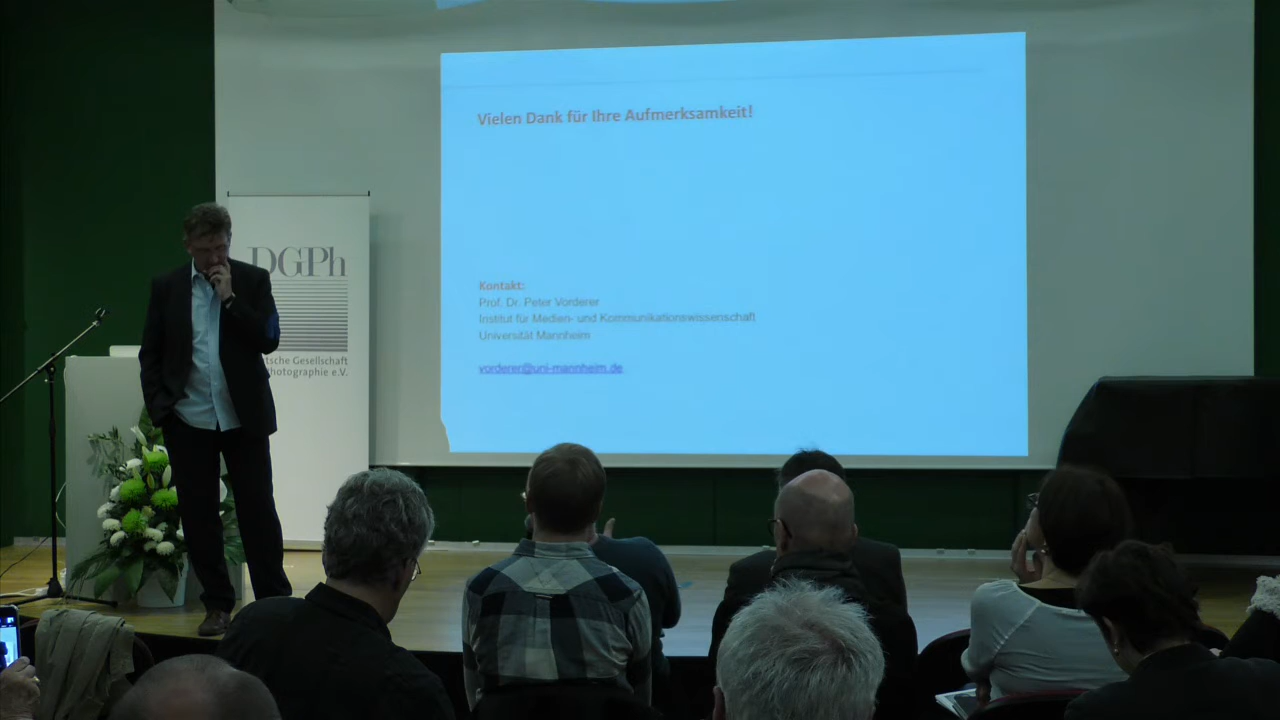 Vielen Dank für Ihre Aufmerksamkeit!
Kontakt:
Prof. Dr. Peter Vorderer
Institut für Medien- und Kommunikationswissenschaft
Universität Mannheim
vorderer@uni-mannheim.de
DGPh
tsche Gesellschaft
hotographie e.V.